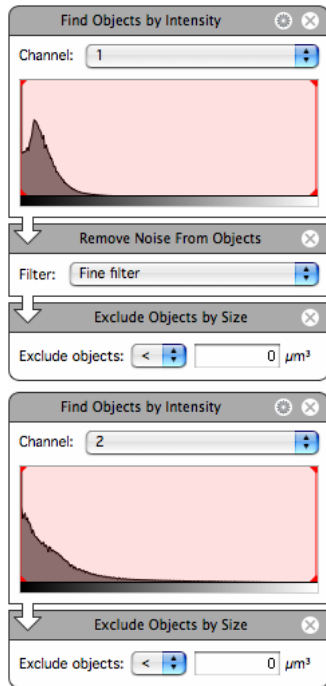 Find Objects by Intensity
Channel: 1
Remove Noise From Objects
Filter: Fine filter
Exclude Objects by Size
Exclude objects: < 0 µm³
Find Objects by Intensity
Channel: 2
Exclude Objects by Size
Exclude objects: < 0 µm³